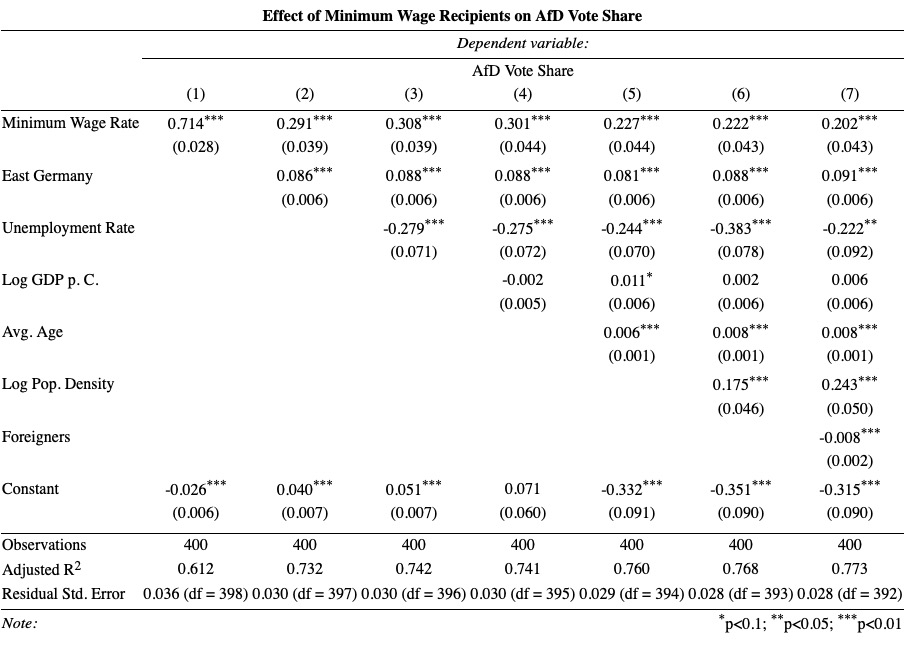 Effect of Minimum Wage Recipients on AfD Vote Share
Dependent variable:
AfD Vote Share
(1) (2) (3) (4) (5) (6) (7)
Minimum Wage Rate 0.714*** 0.291*** 0.308*** 0.301*** 0.227*** 0.222*** 0.202***
(0.028) (0.039) (0.039) (0.044) (0.044) (0.043) (0.043)
East Germany 0.086*** 0.088*** 0.088*** 0.081*** 0.088*** 0.091***
(0.006) (0.006) (0.006) (0.006) (0.006) (0.006)
Unemployment Rate -0.279*** -0.275*** -0.244*** -0.383*** -0.222**
(0.071) (0.072) (0.070) (0.078) (0.092)
Log GDP p. C. -0.002 0.011* 0.002 0.006
(0.005) (0.006) (0.006) (0.006)
Avg. Age 0.006*** 0.008*** 0.008***
(0.001) (0.001) (0.001)
Log Pop. Density 0.175*** 0.243***
(0.046) (0.050)
Foreigners -0.008***
(0.002)
Constant -0.026*** 0.040*** 0.051*** 0.071 -0.332*** -0.351*** -0.315***
(0.006) (0.007) (0.007) (0.060) (0.091) (0.090) (0.090)
Observations 400 400 400 400 400 400 400
Adjusted R2 0.612 0.732 0.742 0.741 0.760 0.768 0.773
Residual Std. Error 0.036 (df = 398) 0.030 (df = 397) 0.030 (df = 396) 0.030 (df = 395) 0.029 (df = 394) 0.028 (df = 393) 0.028 (df = 392)
Note: *p<0.1; **p<0.05; ***p<0.01